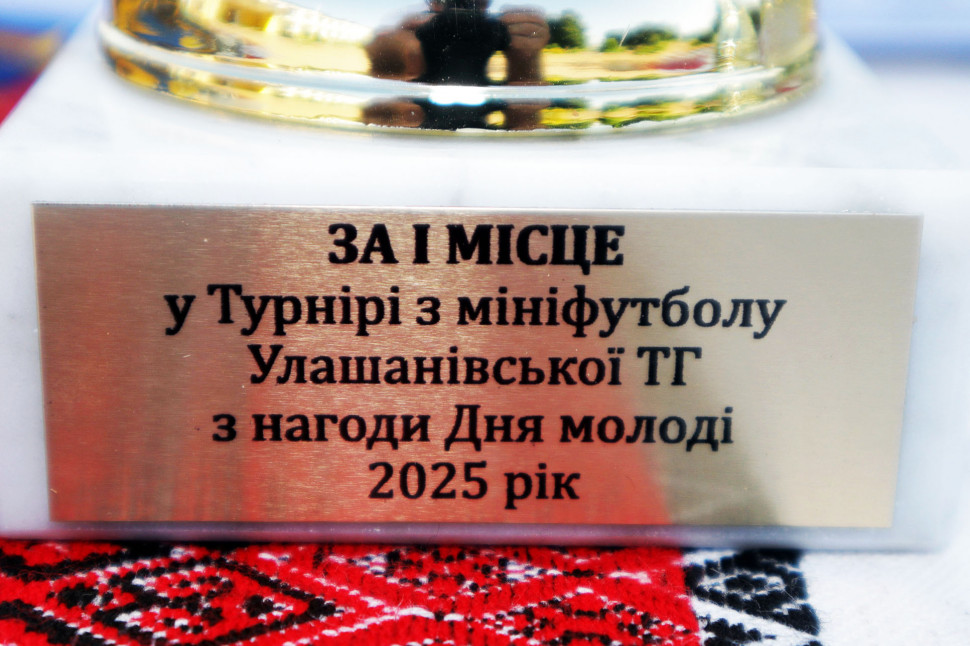 ЗА І МІСЦЕ
у Турнірі з мініфутболу
Улашанівської ТГ
з нагоди Дня молоді
2025 рік